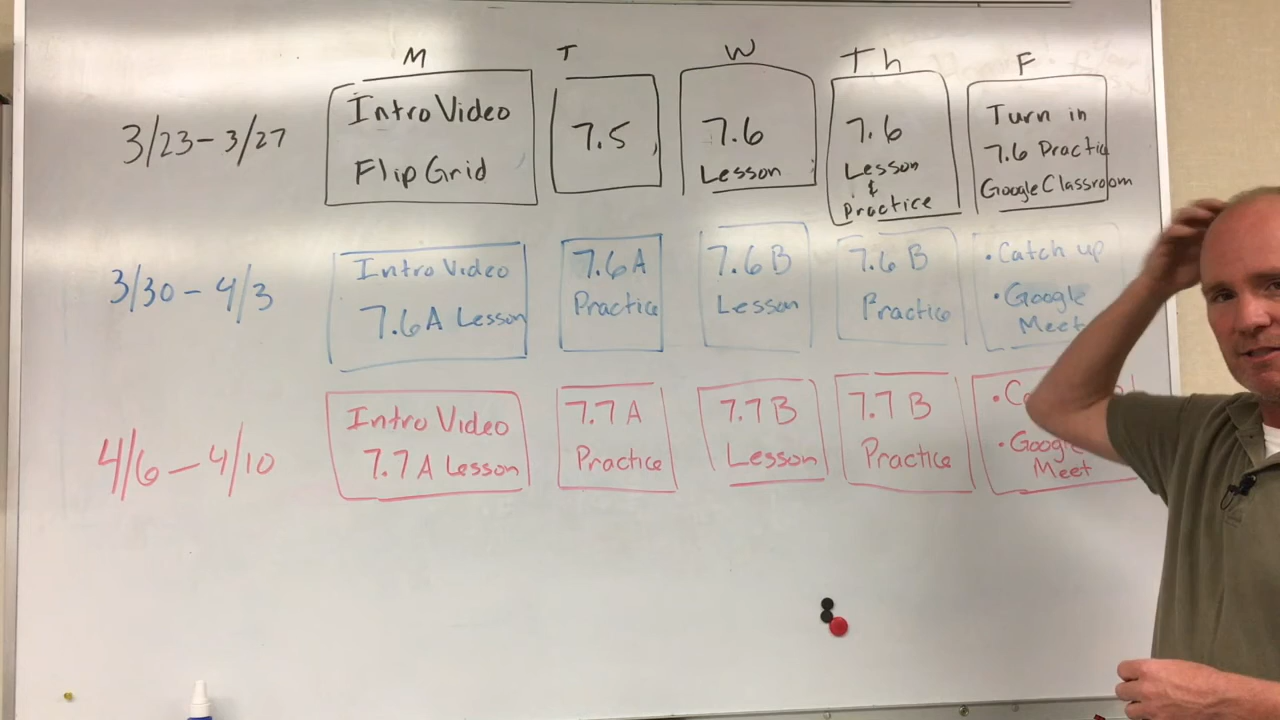 M T W Th F
3/23-3/27
Intro Video
FlipGrid
7.5
7.6
Lesson
7.6
Lesson
&
Practice
Turn in
7.6 Practic
Google Classroom
3/30-4/3
Intro Video
7.6A Lesson
7.6A
Practice
7.6B
Lesson
7.6B
Practice
• Catch up
• Google
Meet
4/6-4/10
Intro Video
7.7A Lesson
7.7A
Practice
7.7B
Lesson
7.7B
Practice
•
• Goog
Meet